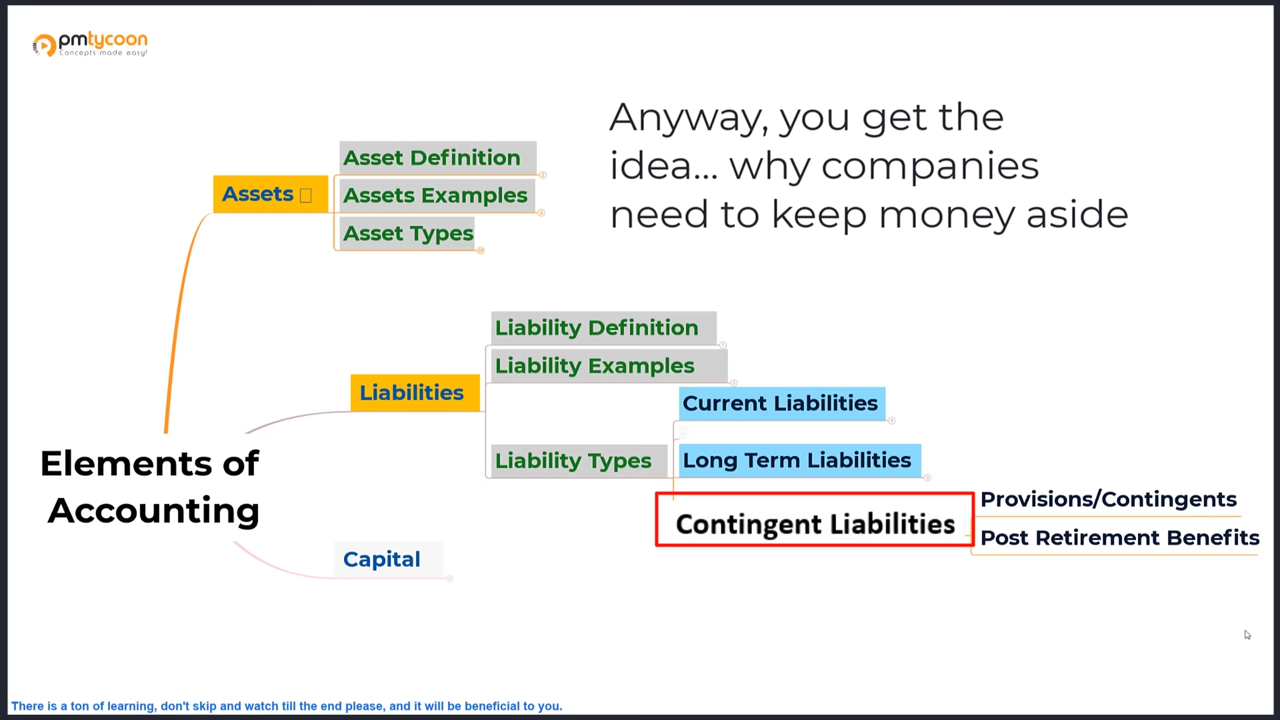 pmtycoon
Concepts made easy!
Anyway, you get the
idea... why companies
need to keep money aside
Asset Definition
Assets
Assets Examples
Asset Types
Liability Definition
Liability Examples
Liabilities
Current Liabilities
Liability Types
Long Term Liabilities
Elements of
Accounting
Contingent Liabilities
Provisions/Contingents
Post Retirement Benefits
Capital
There is a ton of learning, don't skip and watch till the end please, and it will be beneficial to you.